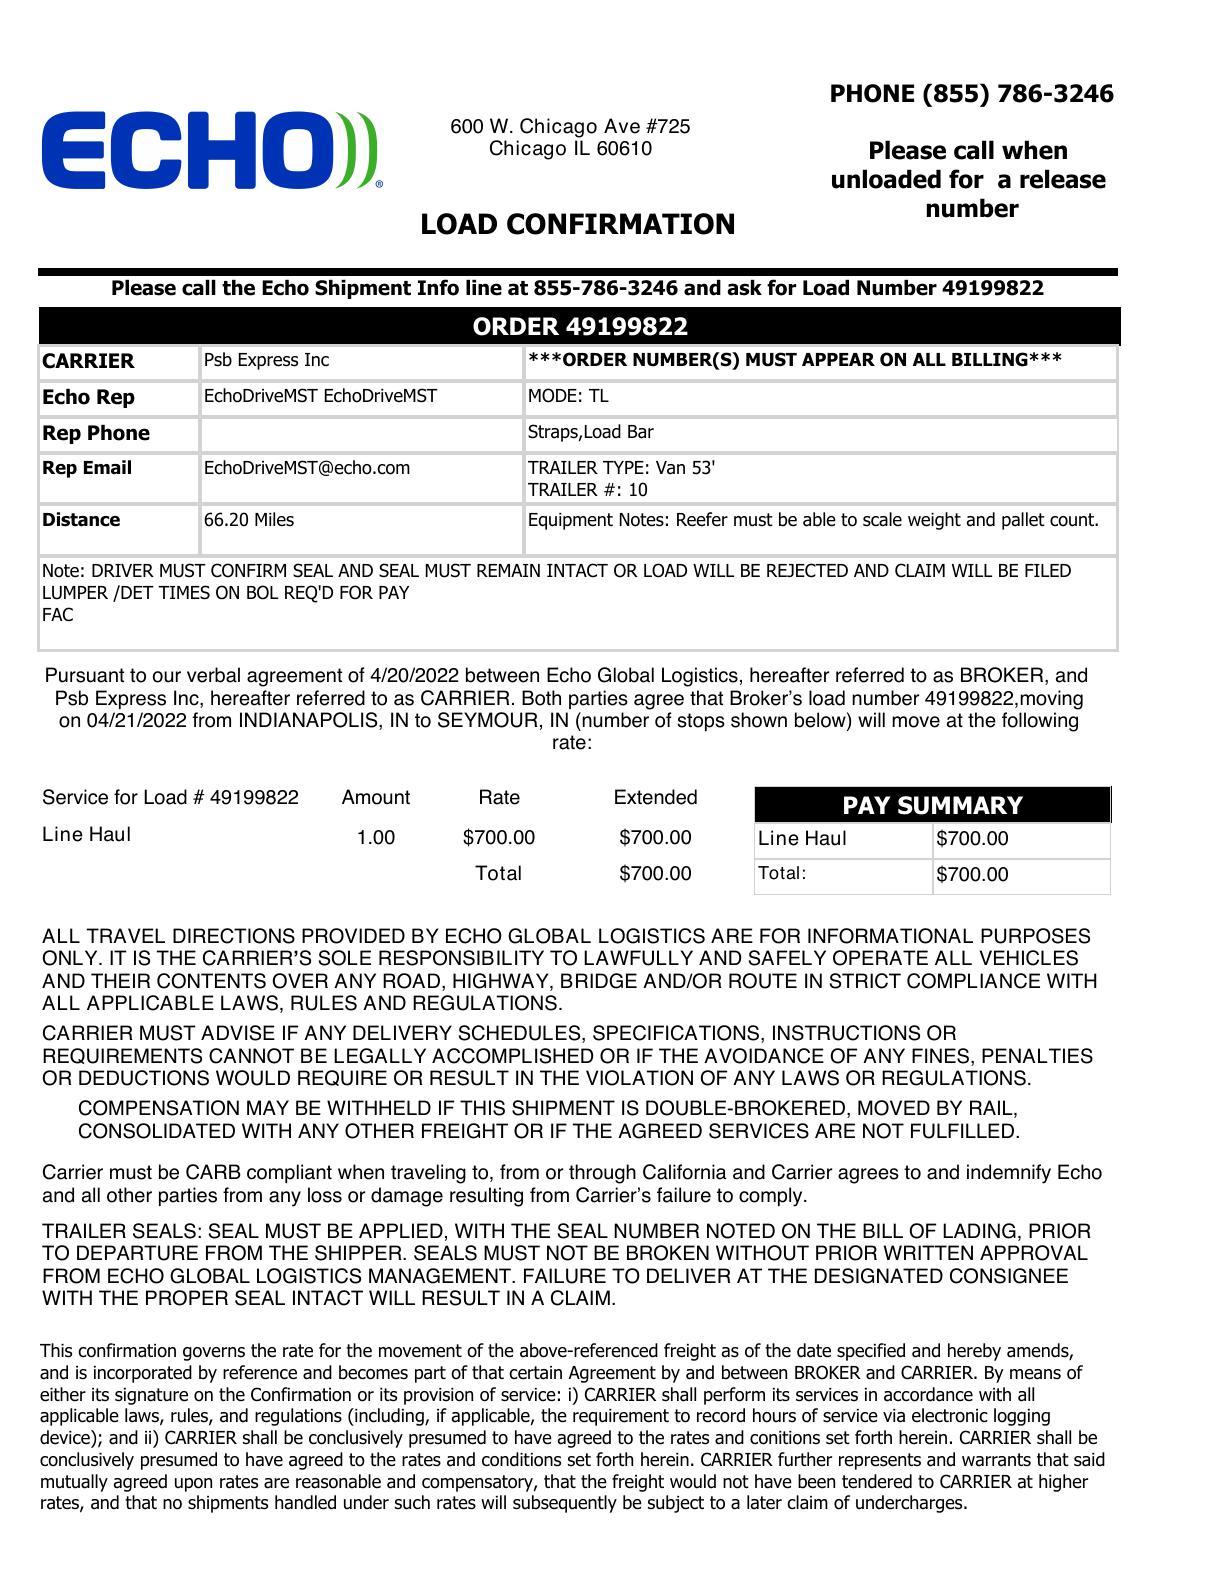 PHONE (855) 786-3246
ECHO
®
600 W. Chicago Ave #725
Chicago IL 60610
Please call when
unloaded for a release
number
LOAD CONFIRMATION
Please call the Echo Shipment Info line at 855-786-3246 and ask for Load Number 49199822
ORDER 49199822
CARRIER Psb Express Inc ***ORDER NUMBER(S) MUST APPEAR ON ALL BILLING***
Echo Rep EchoDriveMST EchoDriveMST MODE: TL
Rep Phone Straps,Load Bar
Rep Email EchoDriveMST@echo.com TRAILER TYPE: Van 53'
TRAILER #: 10
Distance 66.20 Miles Equipment Notes: Reefer must be able to scale weight and pallet count.
Note: DRIVER MUST CONFIRM SEAL AND SEAL MUST REMAIN INTACT OR LOAD WILL BE REJECTED AND CLAIM WILL BE FILED
LUMPER /DET TIMES ON BOL REQ'D FOR PAY
FAC
Pursuant to our verbal agreement of 4/20/2022 between Echo Global Logistics, hereafter referred to as BROKER, and
Psb Express Inc, hereafter referred to as CARRIER. Both parties agree that Broker's load number 49199822,moving
on 04/21/2022 from INDIANAPOLIS, IN to SEYMOUR, IN (number of stops shown below) will move at the following
rate:
Service for Load # 49199822 Amount Rate Extended
Line Haul 1.00 $700.00 $700.00
Total $700.00
PAY SUMMARY
Line Haul $700.00
Total: $700.00
ALL TRAVEL DIRECTIONS PROVIDED BY ECHO GLOBAL LOGISTICS ARE FOR INFORMATIONAL PURPOSES
ONLY. IT IS THE CARRIER'S SOLE RESPONSIBILITY TO LAWFULLY AND SAFELY OPERATE ALL VEHICLES
AND THEIR CONTENTS OVER ANY ROAD, HIGHWAY, BRIDGE AND/OR ROUTE IN STRICT COMPLIANCE WITH
ALL APPLICABLE LAWS, RULES AND REGULATIONS.
CARRIER MUST ADVISE IF ANY DELIVERY SCHEDULES, SPECIFICATIONS, INSTRUCTIONS OR
REQUIREMENTS CANNOT BE LEGALLY ACCOMPLISHED OR IF THE AVOIDANCE OF ANY FINES, PENALTIES
OR DEDUCTIONS WOULD REQUIRE OR RESULT IN THE VIOLATION OF ANY LAWS OR REGULATIONS.
COMPENSATION MAY BE WITHHELD IF THIS SHIPMENT IS DOUBLE-BROKERED, MOVED BY RAIL,
CONSOLIDATED WITH ANY OTHER FREIGHT OR IF THE AGREED SERVICES ARE NOT FULFILLED.
Carrier must be CARB compliant when traveling to, from or through California and Carrier agrees to and indemnify Echo
and all other parties from any loss or damage resulting from Carrier's failure to comply.
TRAILER SEALS: SEAL MUST BE APPLIED, WITH THE SEAL NUMBER NOTED ON THE BILL OF LADING, PRIOR
TO DEPARTURE FROM THE SHIPPER. SEALS MUST NOT BE BROKEN WITHOUT PRIOR WRITTEN APPROVAL
FROM ECHO GLOBAL LOGISTICS MANAGEMENT. FAILURE TO DELIVER AT THE DESIGNATED CONSIGNEE
WITH THE PROPER SEAL INTACT WILL RESULT IN A CLAIM.
This confirmation governs the rate for the movement of the above-referenced freight as of the date specified and hereby amends,
and is incorporated by reference and becomes part of that certain Agreement by and between BROKER and CARRIER. By means of
either its signature on the Confirmation or its provision of service: i) CARRIER shall perform its services in accordance with all
applicable laws, rules, and regulations (including, if applicable, the requirement to record hours of service via electronic logging
device); and ii) CARRIER shall be conclusively presumed to have agreed to the rates and conitions set forth herein. CARRIER shall be
conclusively presumed to have agreed to the rates and conditions set forth herein. CARRIER further represents and warrants that said
mutually agreed upon rates are reasonable and compensatory, that the freight would not have been tendered to CARRIER at higher
rates, and that no shipments handled under such rates will subsequently be subject to a later claim of undercharges.